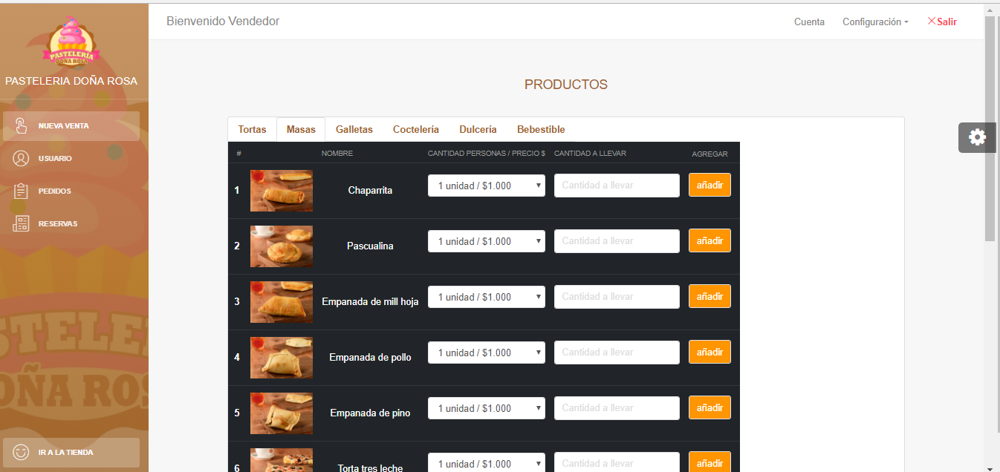 Bienvenido Vendedor
Cuenta
Configuración
Salir
PASTELERÍA
DOÑA ROSA
PASTELERIA DOÑA ROSA
NUEVA VENTA
USUARIO
PEDIDOS
RESERVAS
IR A LA TIENDA
PRODUCTOS
Tortas Masas Galletas Coctelería Dulcería Bebestible
# NOMBRE CANTIDAD PERSONAS / PRECIO $ CANTIDAD A LLEVAR AGREGAR
1 Chaparrita 1 unidad / $1.000 Cantidad a llevar añadir
2 Pascualina 1 unidad / $1.000 Cantidad a llevar añadir
3 Empanada de mill hoja 1 unidad / $1.000 Cantidad a llevar añadir
4 Empanada de pollo 1 unidad / $1.000 Cantidad a llevar añadir
5 Empanada de pino 1 unidad / $1.000 Cantidad a llevar añadir
6 Torta tres leche 1 unidad / $1.000 Cantidad a llevar añadir